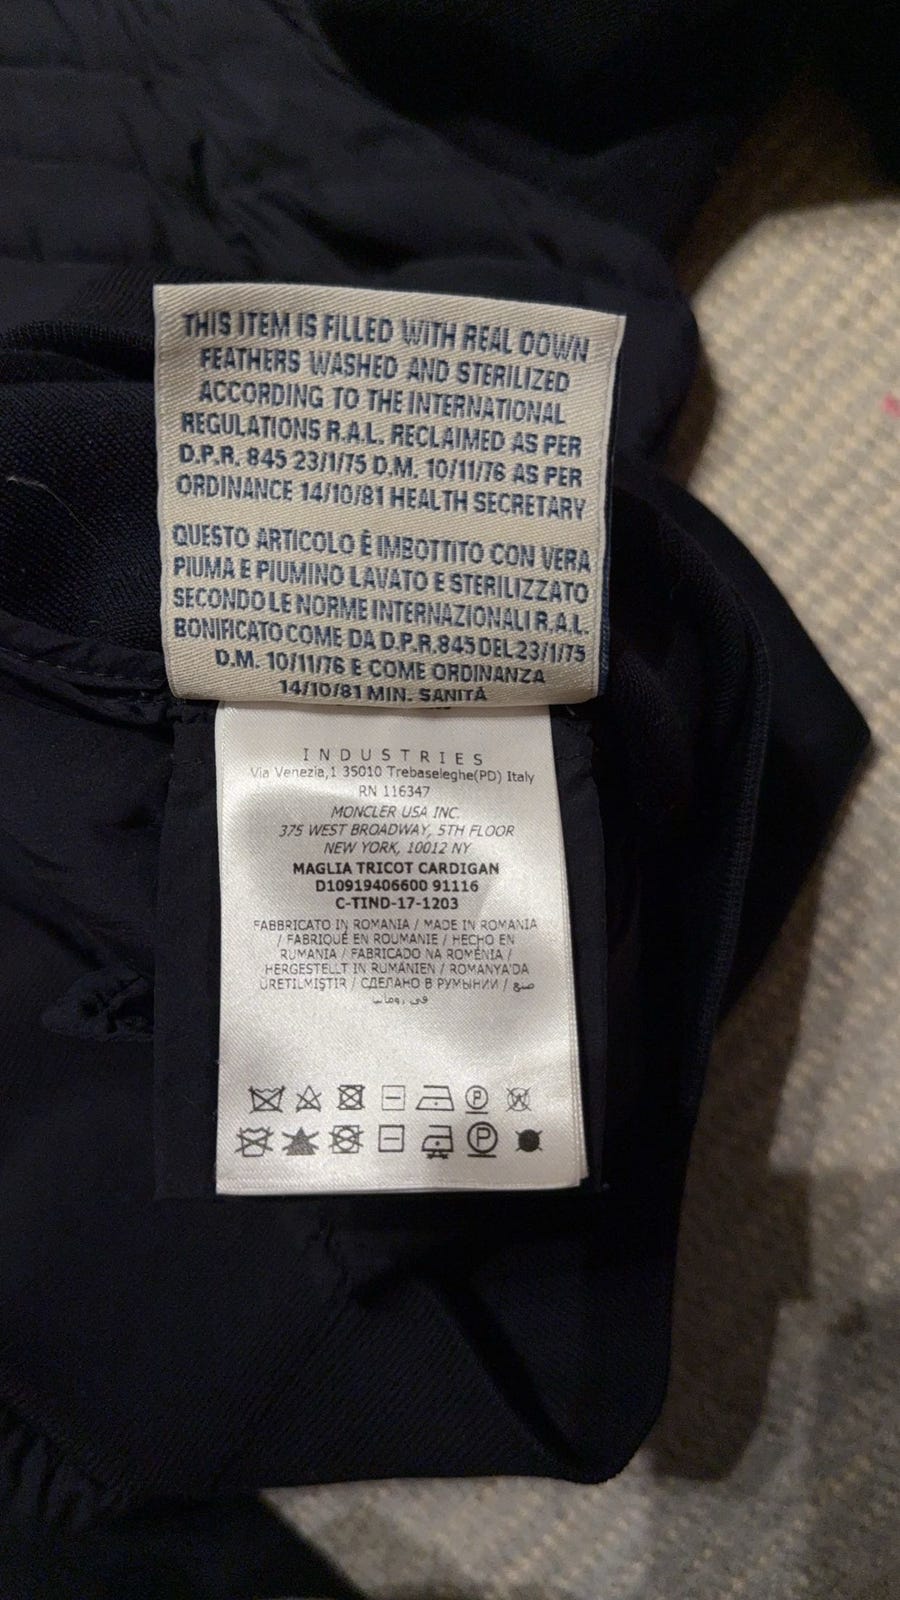 THIS ITEM IS FILLED WITH REAL DOWN
FEATHERS WASHED AND STERILIZED
ACCORDING TO THE INTERNATIONAL
REGULATIONS R.A.L. RECLAIMED AS PER
D.P.R. 845 23/1/75 D.M. 10/11/76 AS PER
ORDINANCE 14/10/81 HEALTH SECRETARY
QUESTO ARTICOLO È IMBOTTITO CON VERA
PIUMA E PIUMINO LAVATO E STERILIZZATO
SECONDO LE NORME INTERNAZIONALI R.A.L.
BONIFICATO COME DA D.P.R.845 DEL 23/1/75
D.M. 10/11/76 E COME ORDINANZA
14/10/81 MIN. SANITÀ
INDUSTRIES
Via Venezia,1 35010 Trebaseleghe(PD) Italy
RN 116347
MONCLER USA INC.
375 WEST BROADWAY, 5TH FLOOR
NEW YORK, 10012 NY
MAGLIA TRICOT CARDIGAN
D10919406600 91116
C-TIND-17-1203
FABBRICATO IN ROMANIA / MADE IN ROMANIA
/ FABRIQUÉ EN ROUMANIE / HECHO EN
RUMANIA / FABRICADO NA ROMÉNIA /
HERGESTELLT IN RUMÄNIEN / ROMANYA'DA
ÜRETILMIŞTIR / СДЕЛАНО В РУМЫНИИ / صنع
في رومانيا
P W
P